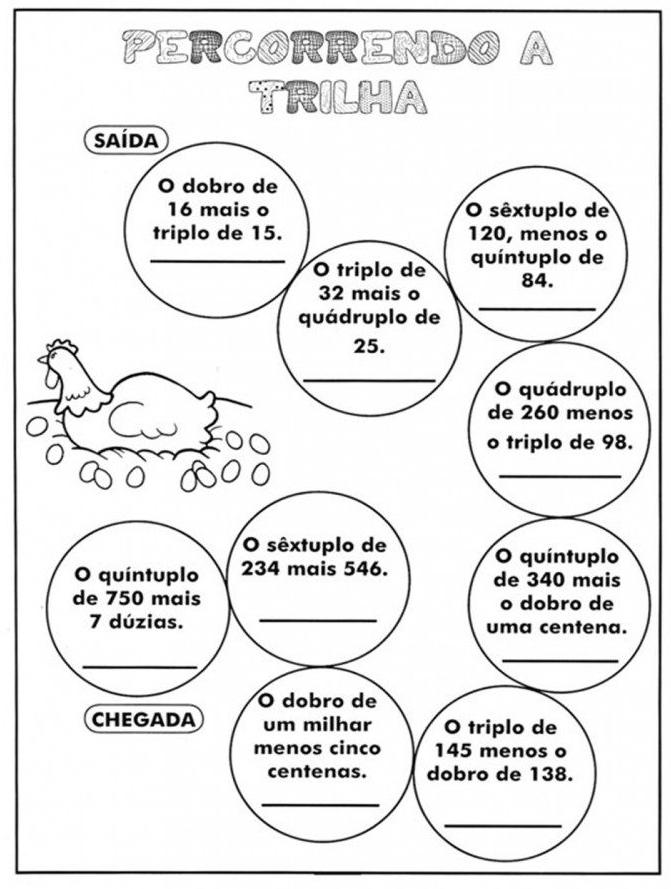 PERCORRENDO A
TRILHA
SAÍDA
O dobro de
16 mais o
triplo de 15.
O triplo de
32 mais o
quádruplo de
25.
O sêxtuplo de
120, menos o
quíntuplo de
84.
O quádruplo
de 260 menos
o triplo de 98.
O quíntuplo
de 340 mais
o dobro de
uma centena.
O triplo de
145 menos o
dobro de 138.
O dobro de
um milhar
menos cinco
centenas.
O sêxtuplo de
234 mais 546.
O quíntuplo
de 750 mais
7 dúzias.
CHEGADA